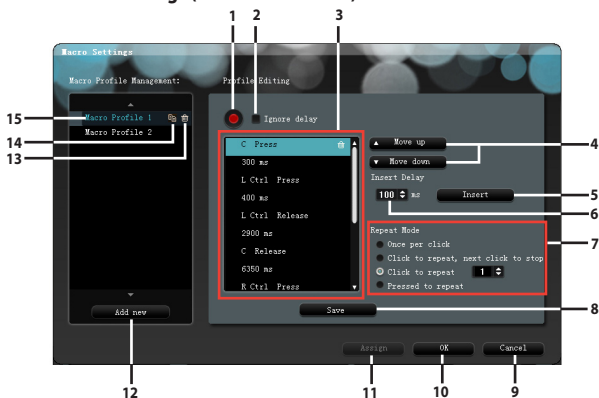 1 2 3
Macro Settings
Macro Profile Management: Profile Editing
Ignore delay
15 Macro Profile 1
14 Macro Profile 2
13
C Press
300 ms
L Ctrl Press
400 ms
L Ctrl Release
2900 ms
C Release
6350 ms
R Ctrl Press
Move up
4
Move down
Insert Delay
100 ms Insert 5
6
Repeat Mode
7
Once per click
Click to repeat, next click to stop
Click to repeat 1
Pressed to repeat
Add new
Save 8
Assign OK Cancel
12 11 10 9